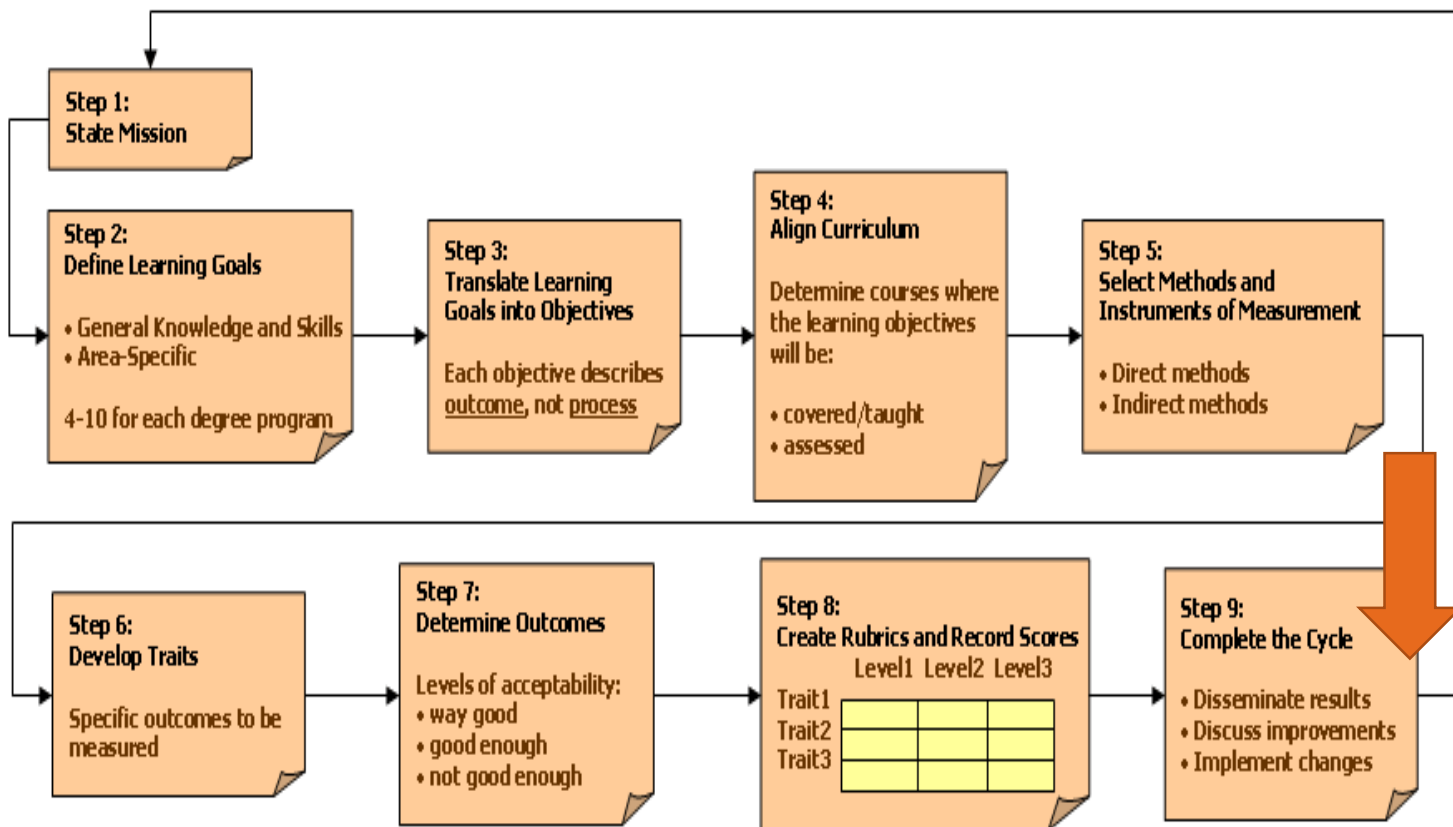 Step 1:
State Mission
Step 2:
Define Learning Goals
• General Knowledge and Skills
• Area-Specific
4-10 for each degree program
Step 3:
Translate Learning
Goals into Objectives
Each objective describes
outcome, not process
Step 4:
Align Curriculum
Determine courses where
the learning objectives
will be:
• covered/taught
• assessed
Step 5:
Select Methods and
Instruments of Measurement
• Direct methods
• Indirect methods
Step 6:
Develop Traits
Specific outcomes to be
measured
Step 7:
Determine Outcomes
Levels of acceptability:
• way good
• good enough
• not good enough
Step 8:
Create Rubrics and Record Scores
Level1 Level2 Level3
Trait1
Trait2
Trait3
Step 9:
Complete the Cycle
• Disseminate results
• Discuss improvements
• Implement changes